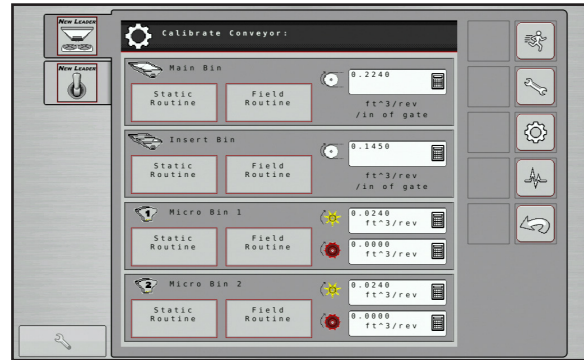 NEW LEADER
NEW LEADER
Calibrate Conveyor:
Main Bin
Static
Routine
Field
Routine
0.2240
ft^3/rev
/in of gate
Insert Bin
Static
Routine
Field
Routine
0.1450
ft^3/rev
/in of gate
1
Micro Bin 1
Static
Routine
Field
Routine
0.0240
ft^3/rev
0.0000
ft^3/rev
2
Micro Bin 2
Static
Routine
Field
Routine
0.0240
ft^3/rev
0.0000
ft^3/rev